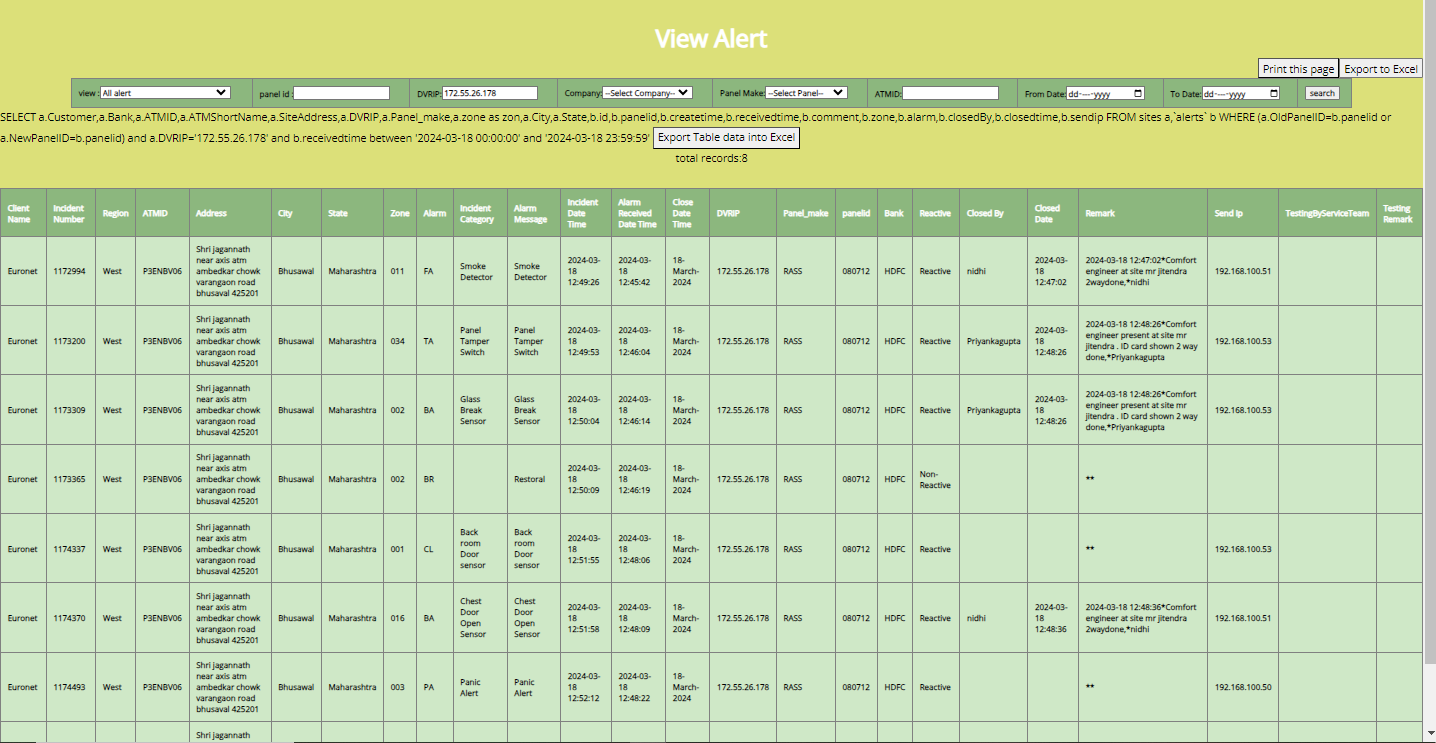 View Alert
Print this page Export to Excel
view : All alert panel id : DVRIP: 172.55.26.178 Company: --Select Company-- Panel Make: --Select Panel-- ATMID: From Date: dd-----yyyy To Date: dd-----yyyy search
SELECT a.Customer,a.Bank,a.ATMID,a.ATMShortName,a.SiteAddress,a.DVRIP,a.Panel_make,a.zone as zon,a.City,a.State,b.id,b.panelid,b.createtime,b.receivedtime,b.comment,b.zone,b.alarm,b.closedBy,b.closedtime,b.sendip FROM sites a,`alerts` b WHERE (a.OldPanelID=b.panelid or
a.NewPanelID=b.panelid) and a.DVRIP='172.55.26.178' and b.receivedtime between '2024-03-18 00:00:00' and '2024-03-18 23:59:59' Export Table data into Excel
total records:8
Client Name Incident Number Region ATMID Address City State Zone Alarm Incident Category Alarm Message Incident Date Time Alarm Received Date Time Close Date Time DVRIP Panel_make panelid Bank Reactive Closed By Closed Date Remark Send Ip TestingByServiceTeam Testing Remark
Euronet 1172994 West P3ENBV06 Shri jagannath near axis atm ambedkar chowk varangaon road bhusaval 425201 Bhusawal Maharashtra 011 FA Smoke Detector Smoke Detector 2024-03-18 12:49:26 2024-03-18 12:45:42 18-March-2024 172.55.26.178 RASS 080712 HDFC Reactive nidhi 2024-03-18 12:47:02 2024-03-18 12:47:02*Comfort engineer at site mr jitendra 2waydone,*nidhi 192.168.100.51
Euronet 1173200 West P3ENBV06 Shri jagannath near axis atm ambedkar chowk varangaon road bhusaval 425201 Bhusawal Maharashtra 034 TA Panel Tamper Switch Panel Tamper Switch 2024-03-18 12:49:53 2024-03-18 12:46:04 18-March-2024 172.55.26.178 RASS 080712 HDFC Reactive Priyankagupta 2024-03-18 12:48:26 2024-03-18 12:48:26*Comfort engineer present at site mr jitendra . ID card shown 2 way done,*Priyankagupta 192.168.100.53
Euronet 1173309 West P3ENBV06 Shri jagannath near axis atm ambedkar chowk varangaon road bhusaval 425201 Bhusawal Maharashtra 002 BA Glass Break Sensor Glass Break Sensor 2024-03-18 12:50:04 2024-03-18 12:46:14 18-March-2024 172.55.26.178 RASS 080712 HDFC Reactive Priyankagupta 2024-03-18 12:48:26 2024-03-18 12:48:26*Comfort engineer present at site mr jitendra . ID card shown 2 way done,*Priyankagupta 192.168.100.53
Euronet 1173365 West P3ENBV06 Shri jagannath near axis atm ambedkar chowk varangaon road bhusaval 425201 Bhusawal Maharashtra 002 BR Restoral 2024-03-18 12:50:09 2024-03-18 12:46:19 18-March-2024 172.55.26.178 RASS 080712 HDFC Non-Reactive **
Euronet 1174337 West P3ENBV06 Shri jagannath near axis atm ambedkar chowk varangaon road bhusaval 425201 Bhusawal Maharashtra 001 CL Back room Door sensor Back room Door sensor 2024-03-18 12:51:55 2024-03-18 12:48:06 18-March-2024 172.55.26.178 RASS 080712 HDFC Reactive ** 192.168.100.53
Euronet 1174370 West P3ENBV06 Shri jagannath near axis atm ambedkar chowk varangaon road bhusaval 425201 Bhusawal Maharashtra 016 BA Chest Door Open Sensor Chest Door Open Sensor 2024-03-18 12:51:58 2024-03-18 12:48:09 18-March-2024 172.55.26.178 RASS 080712 HDFC Reactive nidhi 2024-03-18 12:48:36 2024-03-18 12:48:36*Comfort engineer at site mr jitendra 2waydone,*nidhi 192.168.100.51
Euronet 1174493 West P3ENBV06 Shri jagannath near axis atm ambedkar chowk varangaon road bhusaval 425201 Bhusawal Maharashtra 003 PA Panic Alert Panic Alert 2024-03-18 12:52:12 2024-03-18 12:48:22 18-March-2024 172.55.26.178 RASS 080712 HDFC Reactive ** 192.168.100.50
Shri jagannath